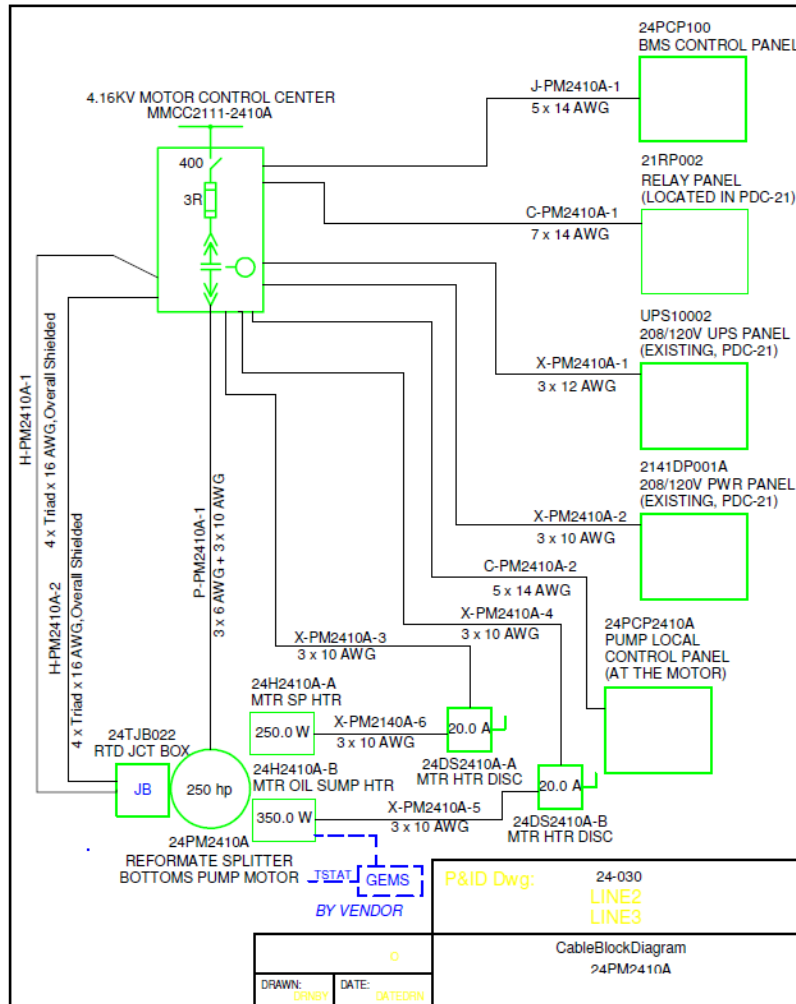 24PCP100
BMS CONTROL PANEL
J-PM2410A-1
5 x 14 AWG
4.16KV MOTOR CONTROL CENTER
MMCC2111-2410A
400
3R
21RP002
RELAY PANEL
(LOCATED IN PDC-21)
C-PM2410A-1
7 x 14 AWG
UPS10002
208/120V UPS PANEL
(EXISTING, PDC-21)
X-PM2410A-1
3 x 12 AWG
2141DP001A
208/120V PWR PANEL
(EXISTING, PDC-21)
X-PM2410A-2
3 x 10 AWG
C-PM2410A-2
5 x 14 AWG
24PCP2410A
PUMP LOCAL
CONTROL PANEL
(AT THE MOTOR)
X-PM2410A-4
3 x 10 AWG
X-PM2410A-3
3 x 10 AWG
H-PM2410A-1
4 x Triad x 16 AWG,Overall Shielded
H-PM2410A-2
4 x Triad x 16 AWG,Overall Shielded
P-PM2410A-1
3 x 6 AWG + 3 x 10 AWG
24H2410A-A
MTR SP HTR
250.0 W
X-PM2140A-6
3 x 10 AWG
20.0 A
24DS2410A-A
MTR HTR DISC
24TJB022
RTD JCT BOX
JB
250 hp
24H2410A-B
MTR OIL SUMP HTR
350.0 W
X-PM2410A-5
3 x 10 AWG
20.0 A
24DS2410A-B
MTR HTR DISC
24PM2410A
REFORMATE SPLITTER
BOTTOMS PUMP MOTOR
TSTAT
GEMS
BY VENDOR
P&ID Dwg:
24-030
LINE2
LINE3
0
CableBlockDiagram
24PM2410A
DRAWN:
DRNBY
DATE:
DATEDRN